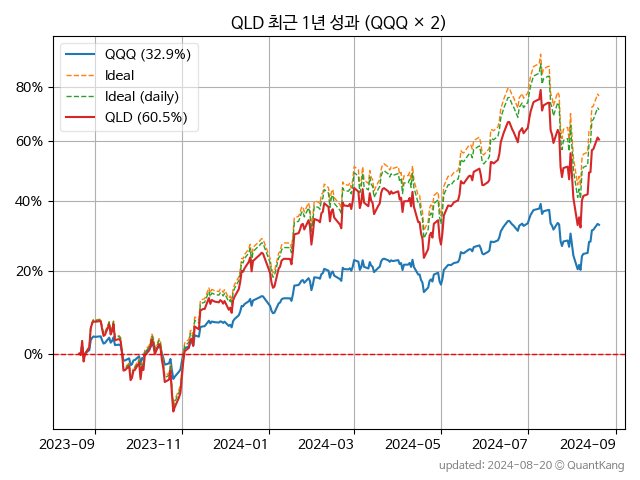 QLD 최근 1년 성과 (QQQ × 2)
QQQ (32.9%)
Ideal
Ideal (daily)
QLD (60.5%)
80%
60%
40%
20%
0%
2023-09 2023-11 2024-01 2024-03 2024-05 2024-07 2024-09
updated: 2024-08-20 © QuantKang